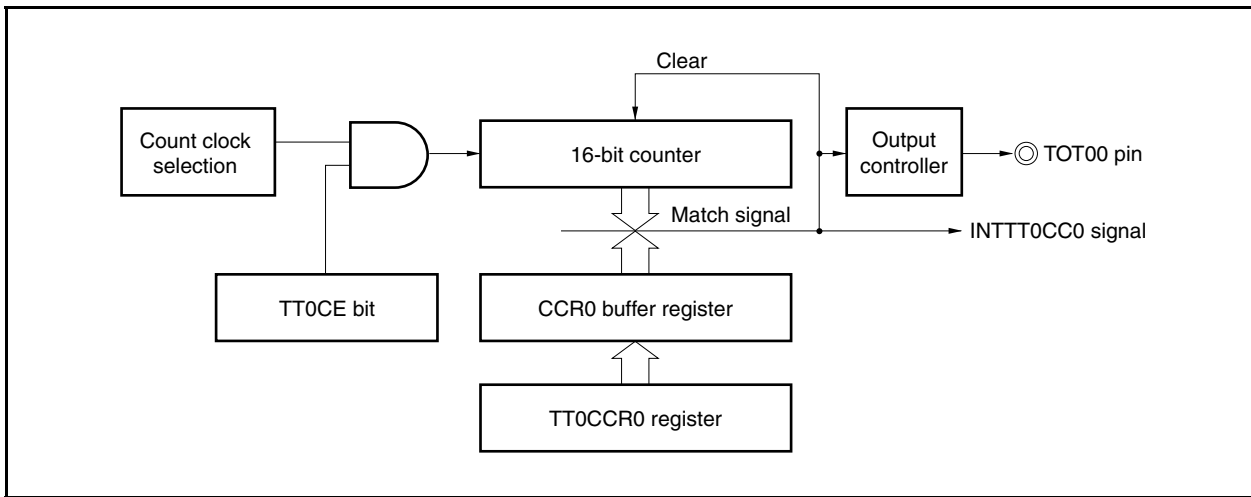 Clear
Count clock
selection
16-bit counter
Output
controller
TOT00 pin
Match signal
INTTT0CC0 signal
TT0CE bit
CCR0 buffer register
TT0CCR0 register